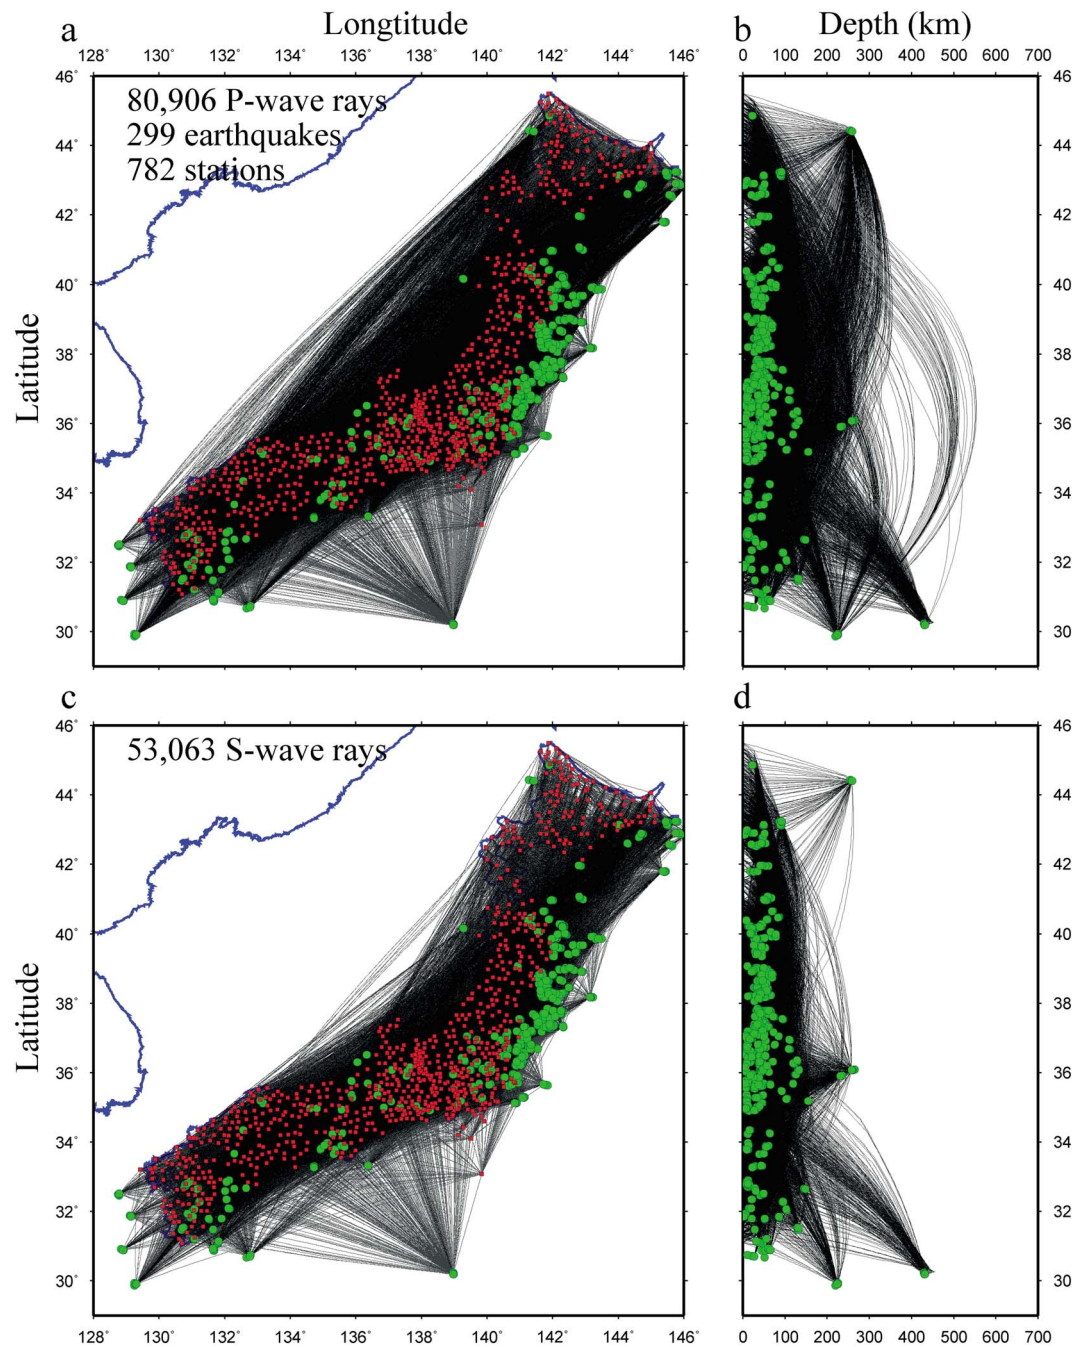 Longtitude
Depth (km)
a
b
128° 130° 132° 134° 136° 138° 140° 142° 144° 146°
0 100 200 300 400 500 600 700
46°
44°
42°
40°
38°
36°
34°
32°
30°
Latitude
80,906 P-wave rays
299 earthquakes
782 stations
46
44
42
40
38
36
34
32
30
c
d
46°
44°
42°
40°
38°
36°
34°
32°
30°
Latitude
53,063 S-wave rays
46
44
42
40
38
36
34
32
30
128° 130° 132° 134° 136° 138° 140° 142° 144° 146°
0 100 200 300 400 500 600 700